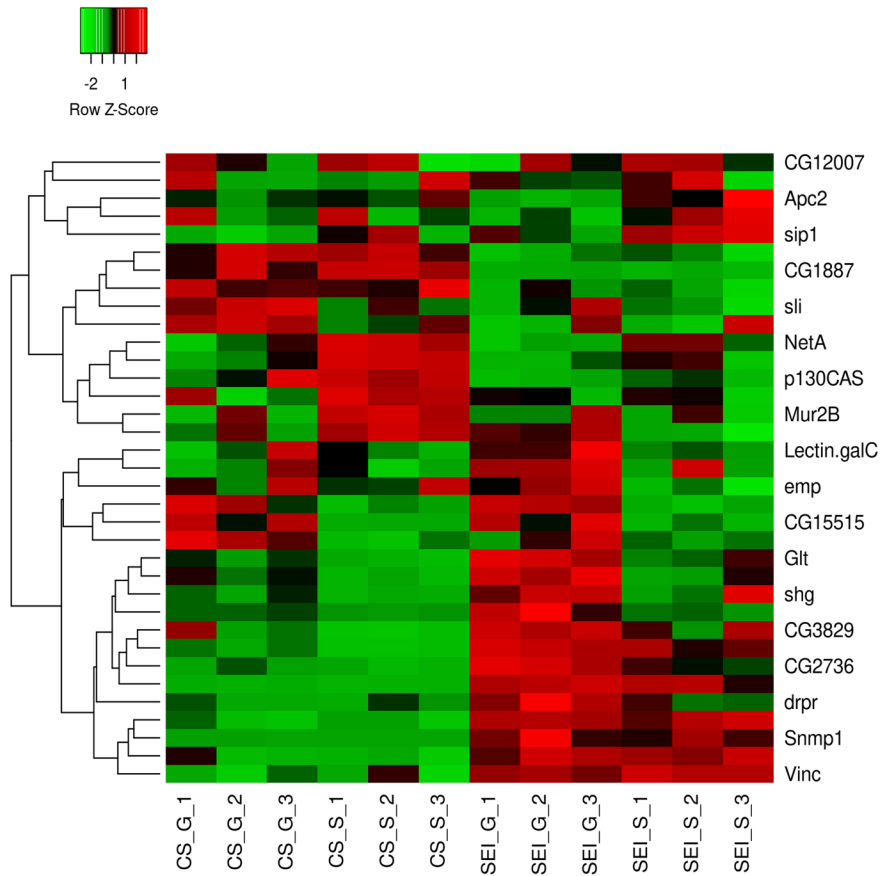 -2 1
Row Z-Score
CG12007
Apc2
sip1
CG1887
sli
NetA
p130CAS
Mur2B
Lectin.galC
emp
CG15515
Glt
shg
CG3829
CG2736
drpr
Snmp1
Vinc
CS_G_1 CS_G_2 CS_G_3 CS_S_1 CS_S_2 CS_S_3 SEI_G_1 SEI_G_2 SEI_G_3 SEI_S_1 SEI_S_2 SEI_S_3